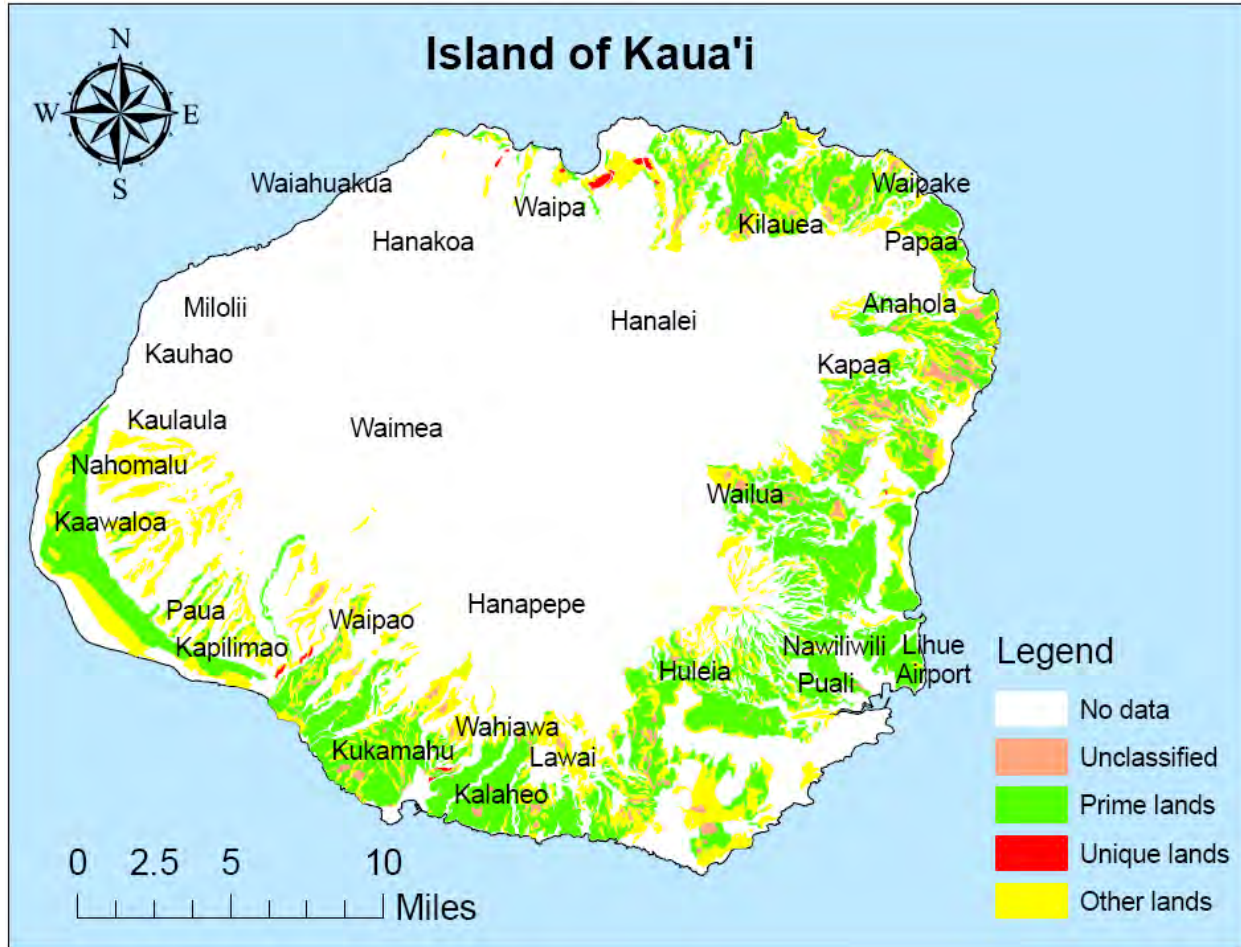 Island of Kaua'i
N
W
E
S
Waiahuakua
Waipa
Waipake
Kilauea
Hanakoa
Papaa
Milolii
Anahola
Hanalei
Kauhao
Kapaa
Kaulaula
Waimea
Nahomalu
Wailua
Kaawaloa
Paua
Waipao
Hanapepe
Kapilimao
Nawiliwili
Lihue
Airport
Huleia
Puali
Wahiawa
Kukamahu
Lawai
Kalaheo
Legend
No data
Unclassified
Prime lands
Unique lands
Other lands
0 2.5 5 10
Miles